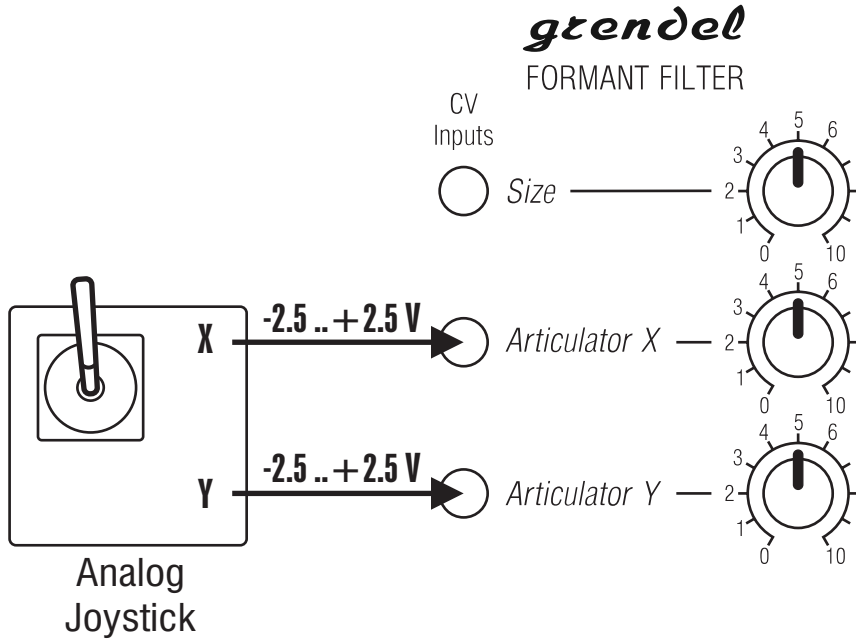 grendel
FORMANT FILTER
CV
Inputs
Size
0 1 2 3 4 5 6 10
X -2.5 .. +2.5 V Articulator X
0 1 2 3 4 5 6 10
Y -2.5 .. +2.5 V Articulator Y
0 1 2 3 4 5 6 10
Analog
Joystick